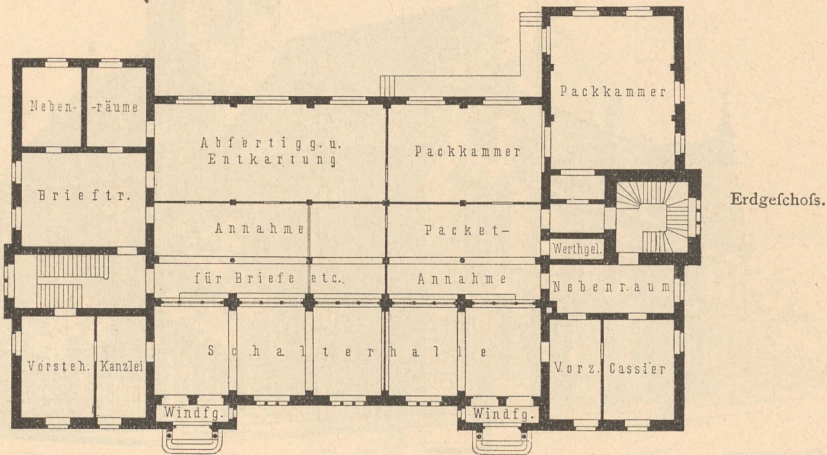 Packkammer
Neben- -räume
Abfertigg. u.
Entkartung
Packkammer
Brieftr.
Erdgeſchoſs.
Annahme
Packet-
Werthgel.
für Briefe etc.
Annahme
Nebenraum
Schalterhalle
Vorsteh. Kanzlei
Vorz. Cassier
Windfg.
Windfg.